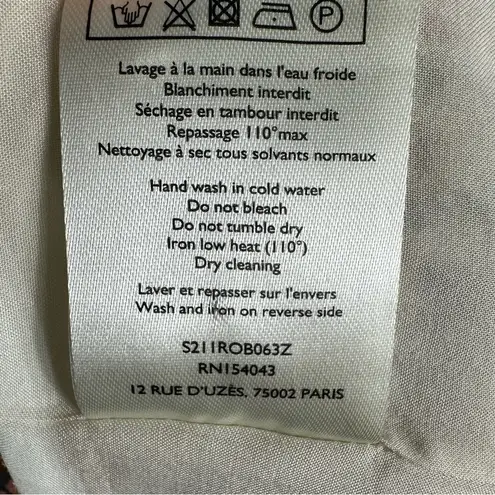 P
Lavage à la main dans l'eau froide
Blanchiment interdit
Séchage en tambour interdit
Repassage 110°max
Nettoyage à sec tous solvants normaux
Hand wash in cold water
Do not bleach
Do not tumble dry
Iron low heat (110°)
Dry cleaning
Laver et repasser sur l'envers
Wash and iron on reverse side
S211ROB063Z
RN154043
12 RUE D'UZÈS, 75002 PARIS